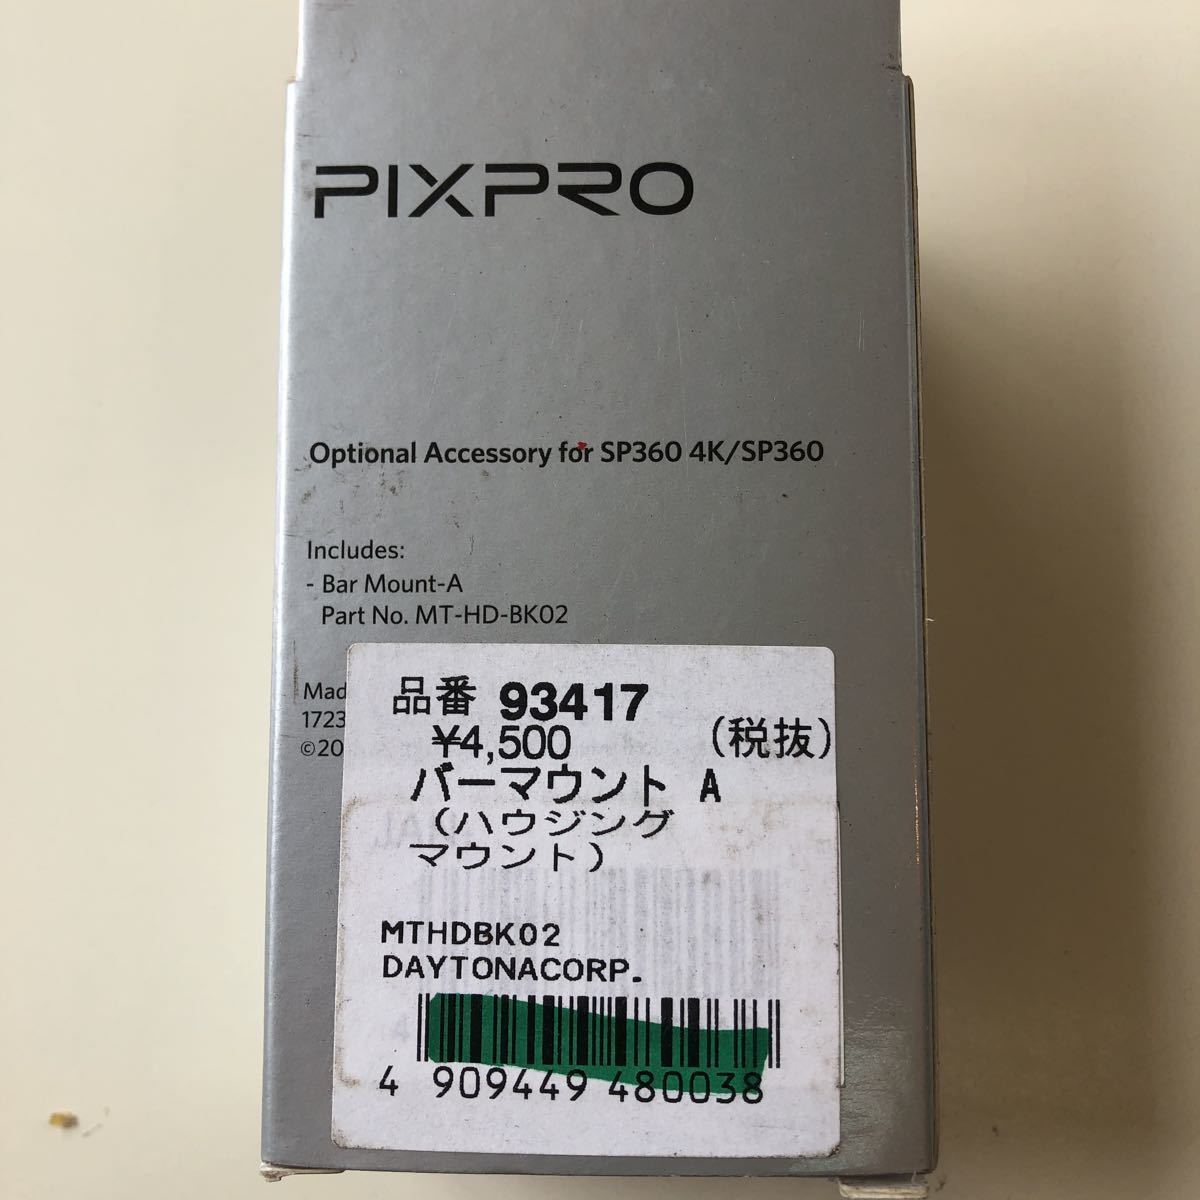 PIXPRO
Optional Accessory for SP360 4K/SP360
Includes:
- Bar Mount-A
Part No. MT-HD-BK02
品番 93417
¥4,500 (税抜)
バーマウント A
(ハウジング
マウント)
MTHDBK02
DAYTONACORP.
4 909449 480038